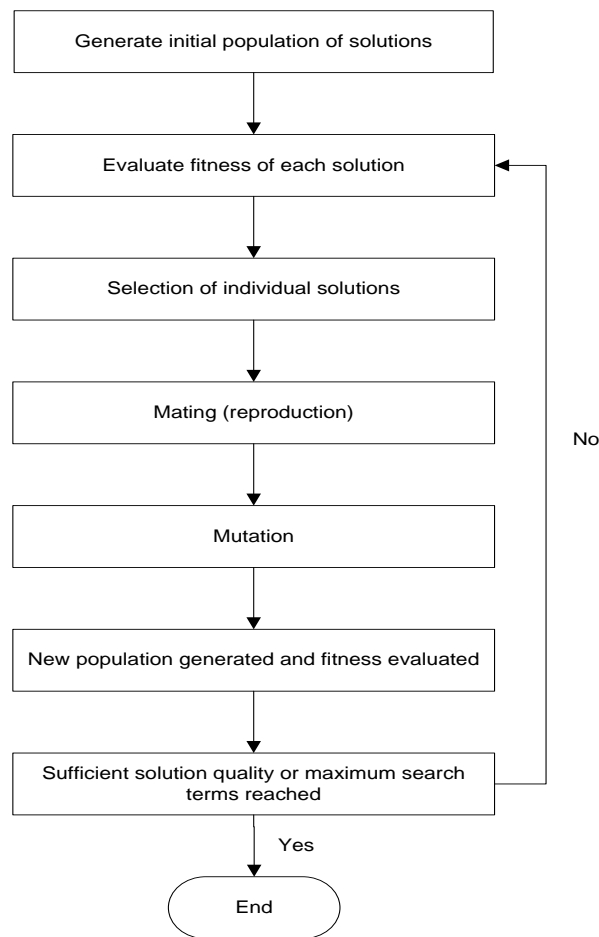 Generate initial population of solutions
Evaluate fitness of each solution
Selection of individual solutions
Mating (reproduction)
No
Mutation
New population generated and fitness evaluated
Sufficient solution quality or maximum search
terms reached
Yes
End